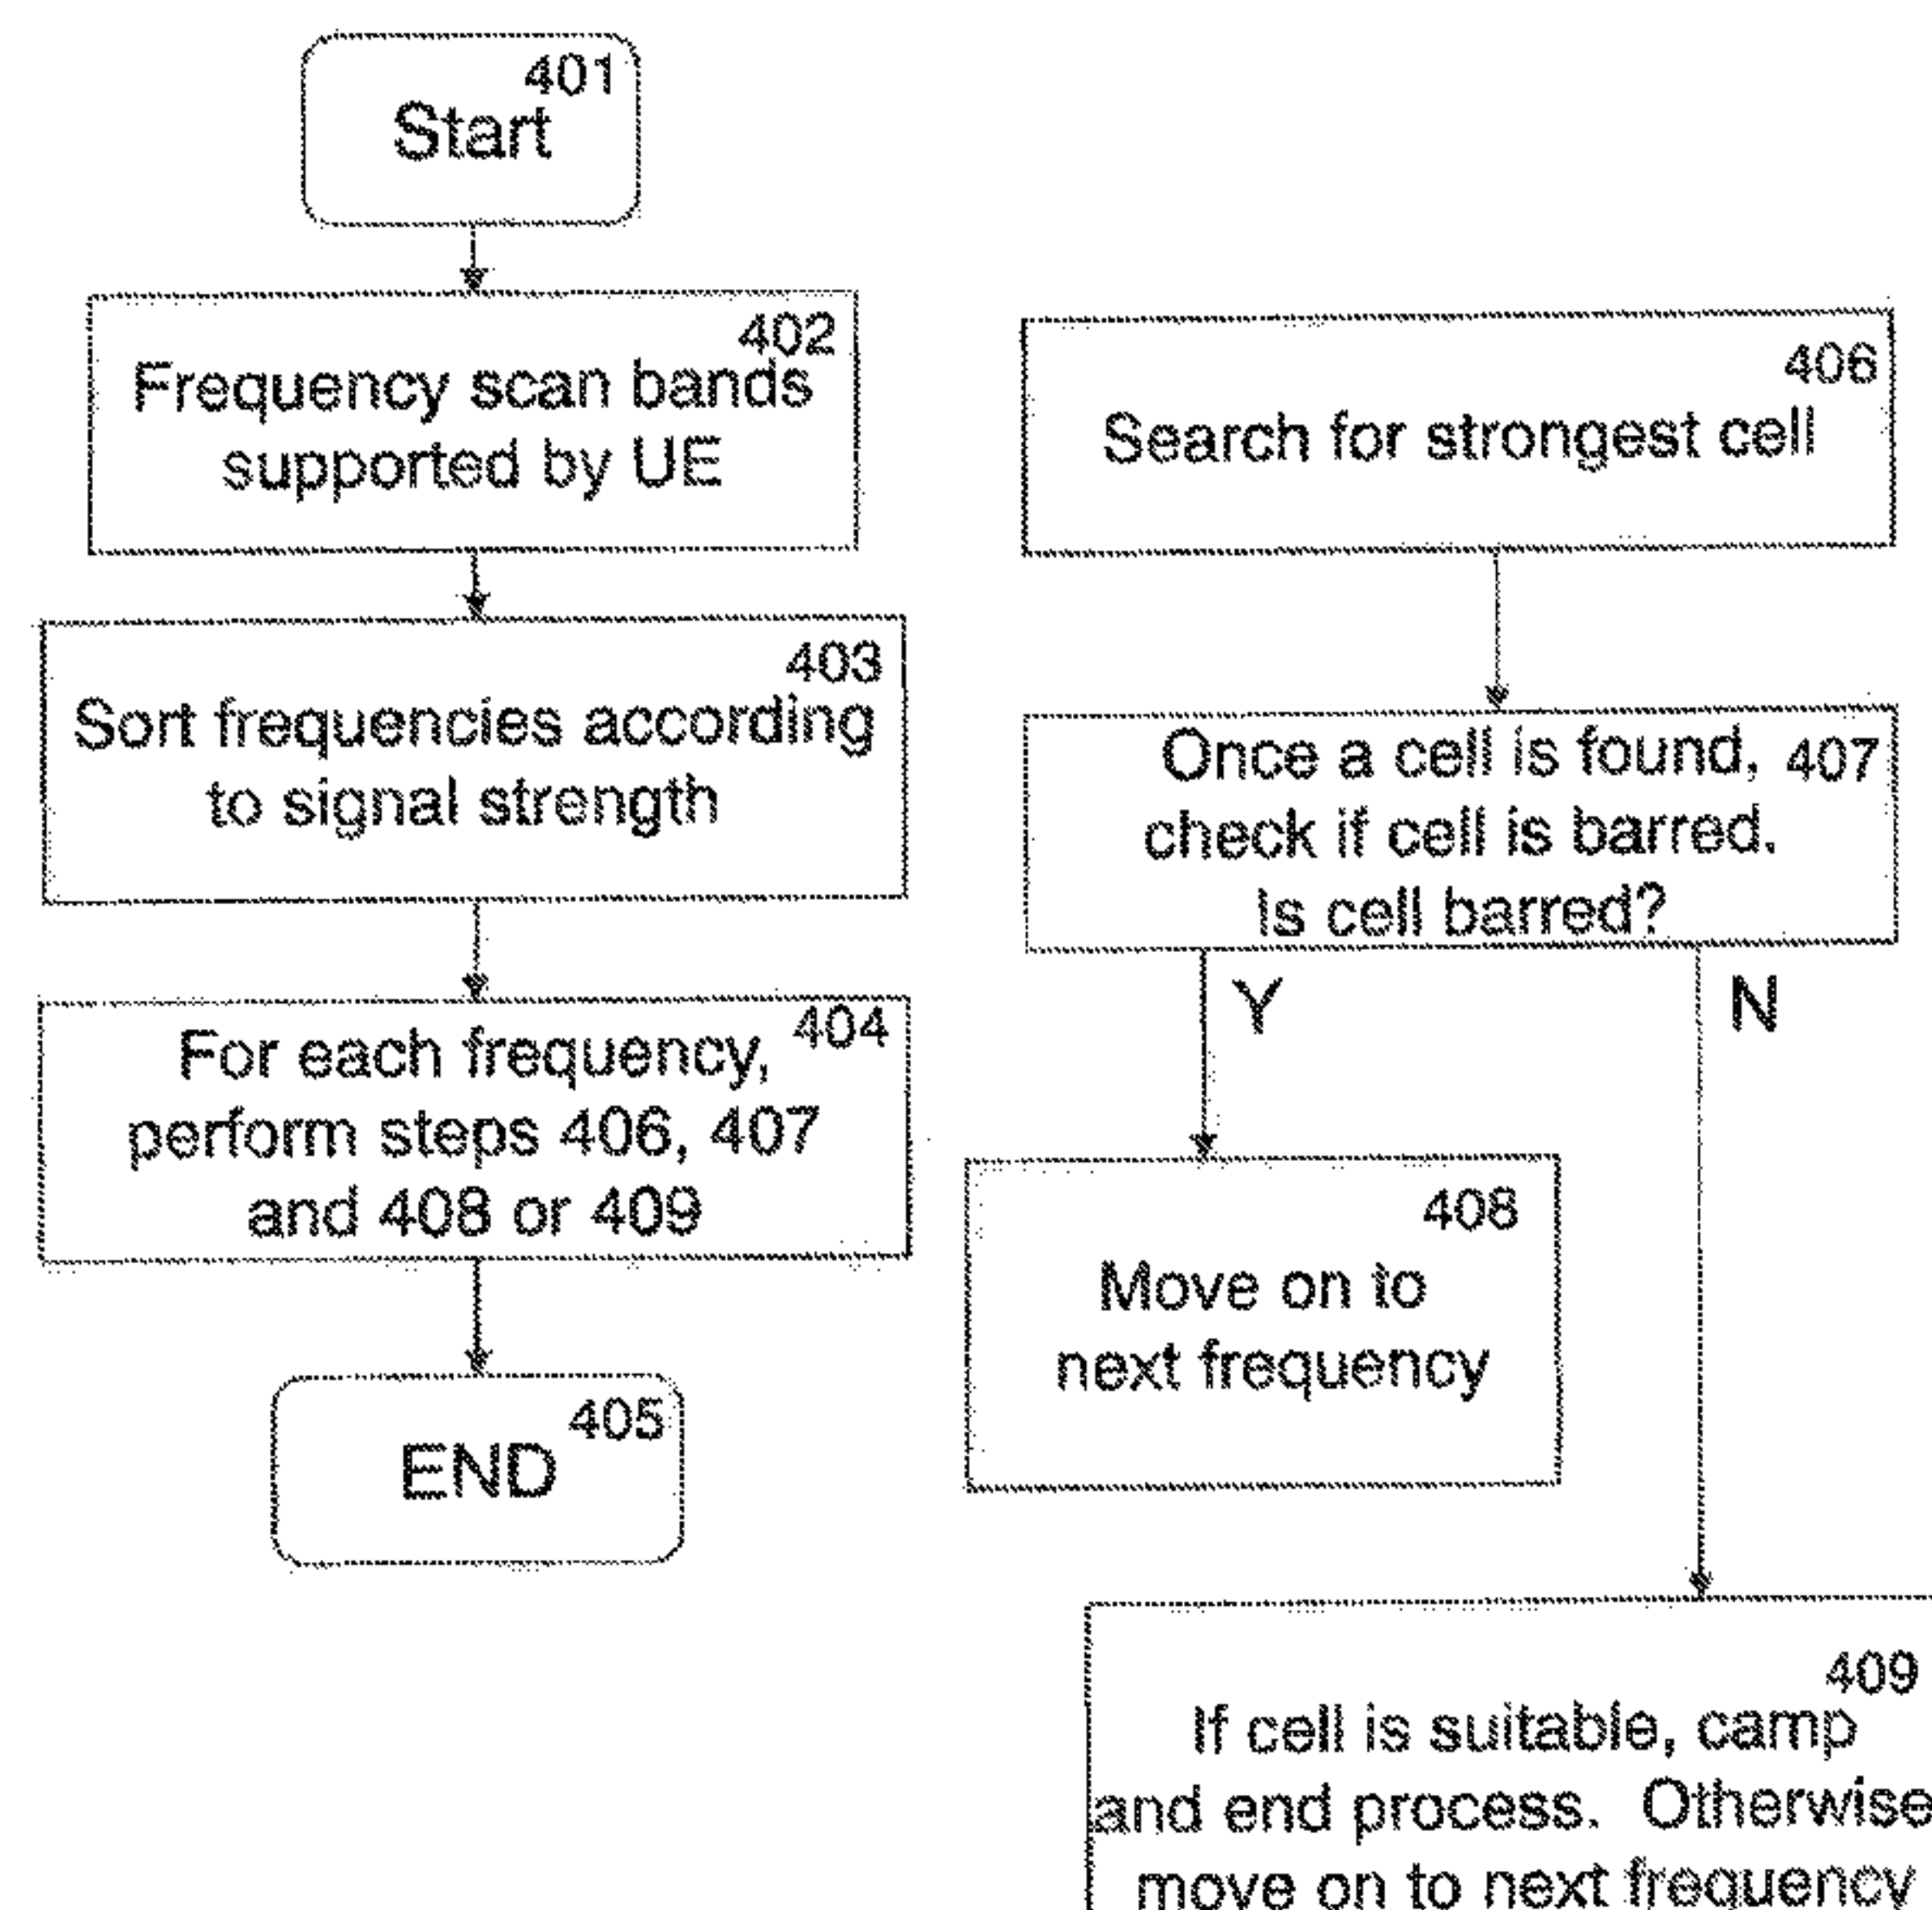 401
Start
402
Frequency scan bands
supported by UE
403
Sort frequencies according
to signal strength
404
For each frequency,
perform steps 406, 407
and 408 or 409
405
END
406
Search for strongest cell
407
Once a cell is found,
check if cell is barred.
Is cell barred?
Y
N
408
Move on to
next frequency
409
If cell is suitable, camp
and end process. Otherwise
move on to next frequency